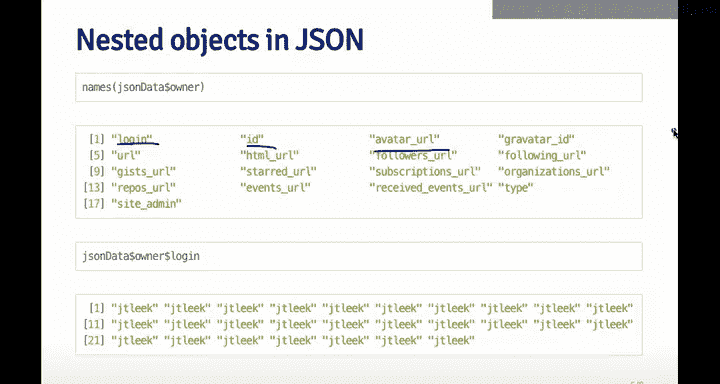 Nested objects in JSON
names(jsonData$owner)
[1] "login" "id" "avatar_url" "gravatar_id"
[5] "url" "html_url" "followers_url" "following_url"
[9] "gists_url" "starred_url" "subscriptions_url" "organizations_url"
[13] "repos_url" "events_url" "received_events_url" "type"
[17] "site_admin"
jsonData$owner$login
[1] "jtleek" "jtleek" "jtleek" "jtleek" "jtleek" "jtleek" "jtleek" "jtleek" "jtleek" "jtleek"
[11] "jtleek" "jtleek" "jtleek" "jtleek" "jtleek" "jtleek" "jtleek" "jtleek" "jtleek" "jtleek"
[21] "jtleek" "jtleek" "jtleek" "jtleek" "jtleek" "jtleek" "jtleek"